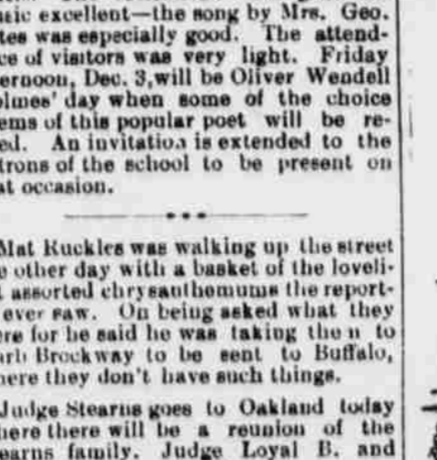 usic excellent—the song by Mrs. Geo.
tes was especially good. The attend-
ce of visitors was very light. Friday
ernoon, Dec. 3, will be Oliver Wendell
olmes' day when some of the choice
ems of this popular poet will be re-
ed. An invitation is extended to the
trons of the school to be present on
at occasion.
Mat Ruckles was walking up the street
e other day with a basket of the loveli-
t assorted chrysanthemums the report-
ever saw. On being asked what they
ere for he said he was taking the n to
arb Brockway to be sent to Buffalo,
here they don't have such things.
Judge Stearns goes to Oakland today
here there will be a reunion of the
earns family. Judge Loyal B. and